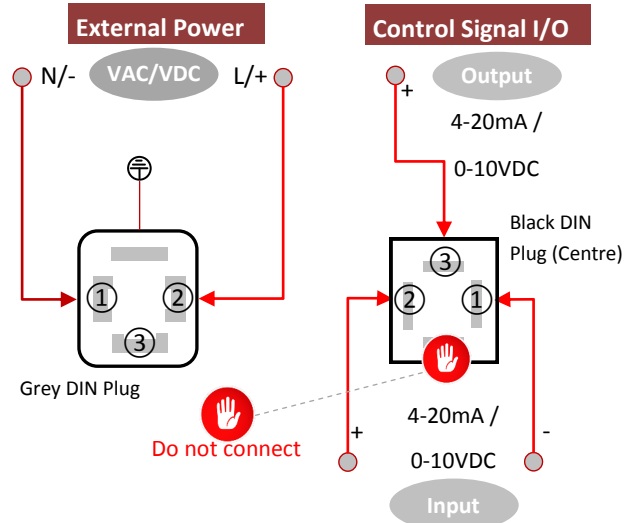 External Power
N/-
VAC/VDC
L/+
1
2
3
Grey DIN Plug
Do not connect
Control Signal I/O
Output
+
4-20mA /
0-10VDC
Black DIN
Plug (Centre)
3
2
1
4-20mA /
+
-
0-10VDC
Input